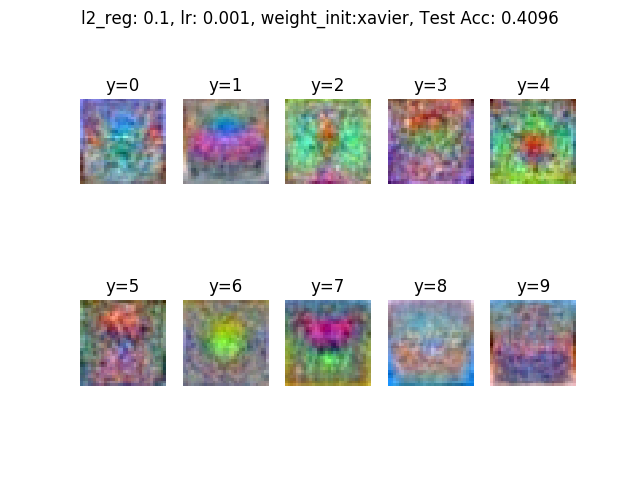 l2_reg: 0.1, lr: 0.001, weight_init:xavier, Test Acc: 0.4096
y=0 y=1 y=2 y=3 y=4
y=5 y=6 y=7 y=8 y=9